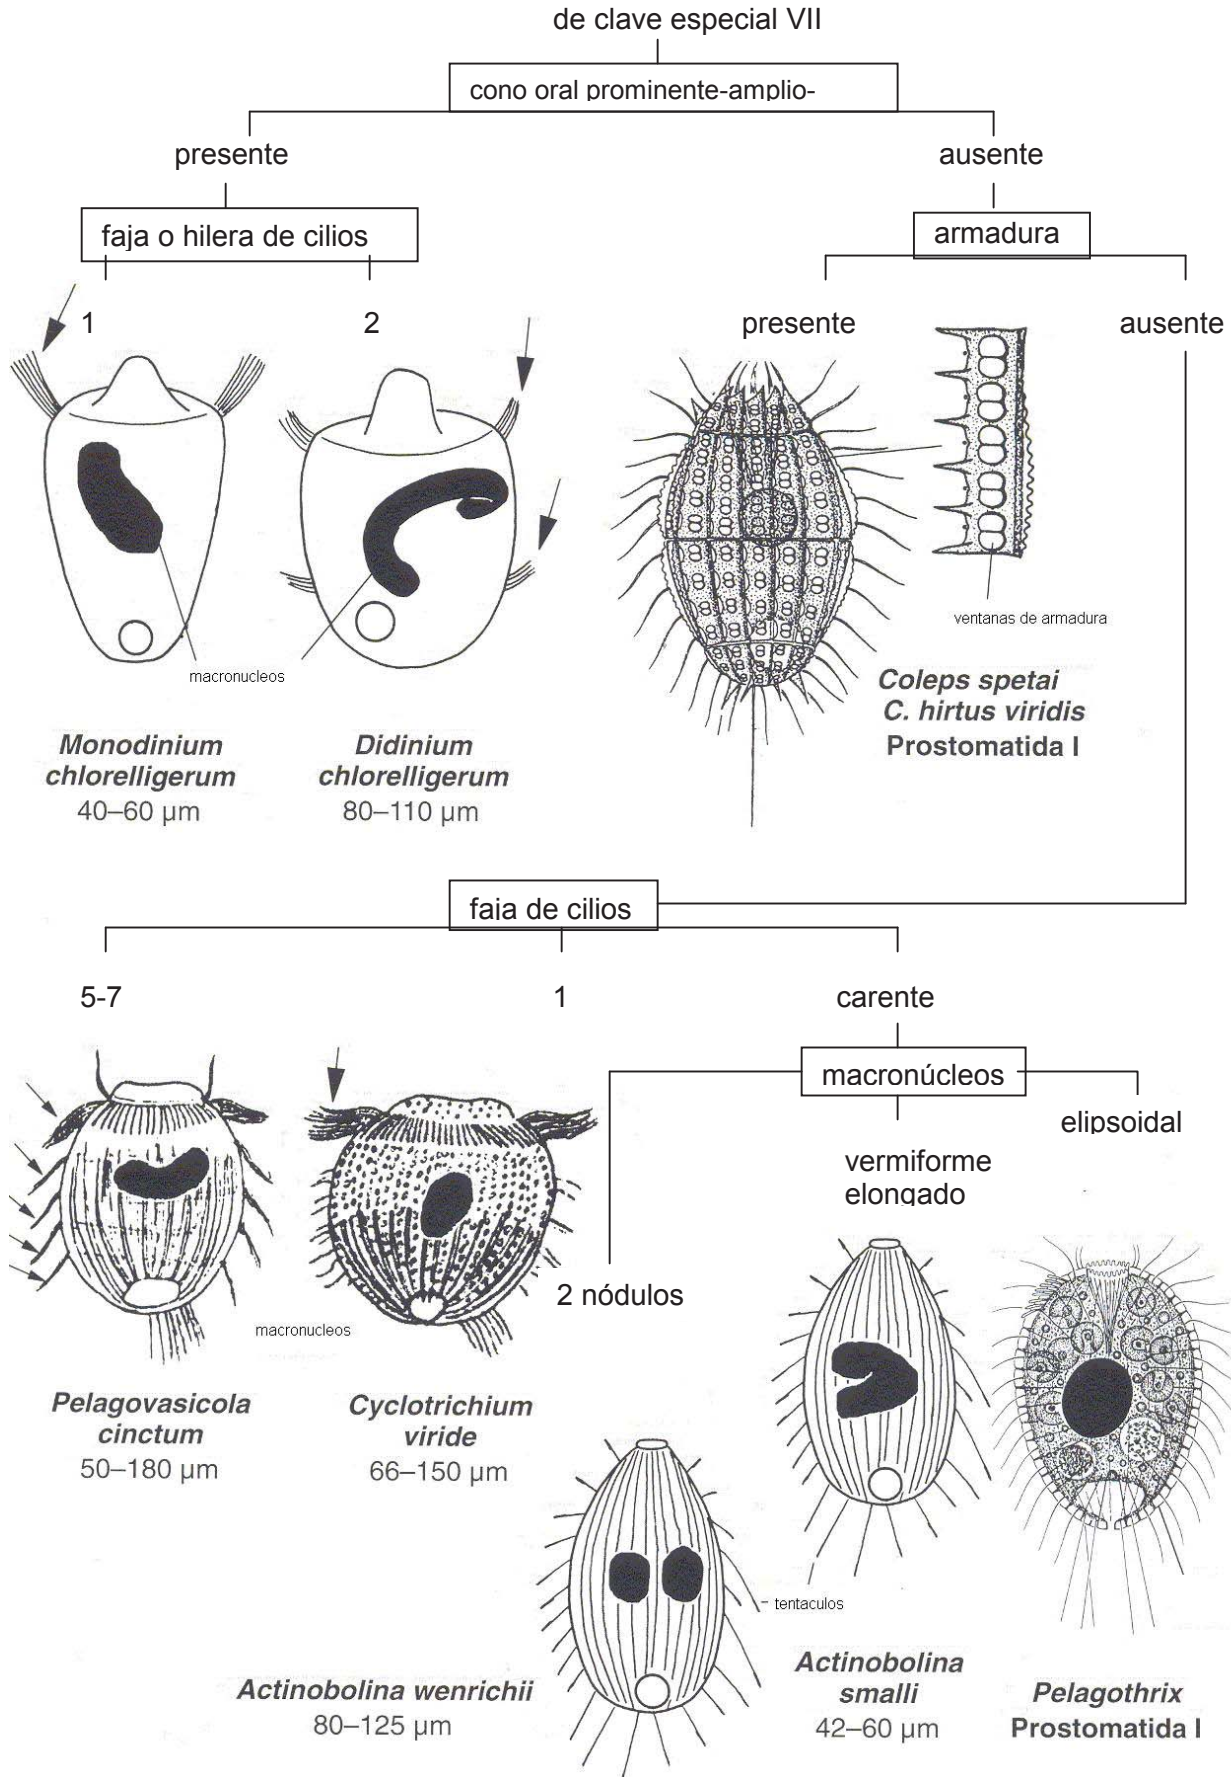 de clave especial VII
cono oral prominente-amplio-
presente
ausente
faja o hilera de cilios
armadura
1
2
presente
ausente
ventanas de armadura
macronucleos
Coleps spetai
C. hirtus viridis
Prostomatida I
Monodinium
chlorelligerum
40–60 µm
Didinium
chlorelligerum
80–110 µm
faja de cilios
5-7
1
carente
macronúcleos
elipsoidal
vermiforme
elongado
2 nódulos
macronucleos
Pelagovasicola
cinctum
50–180 µm
Cyclotrichium
viride
66–150 µm
tentaculos
Actinobolina wenrichii
80–125 µm
Actinobolina
smalli
42–60 µm
Pelagothrix
Prostomatida I